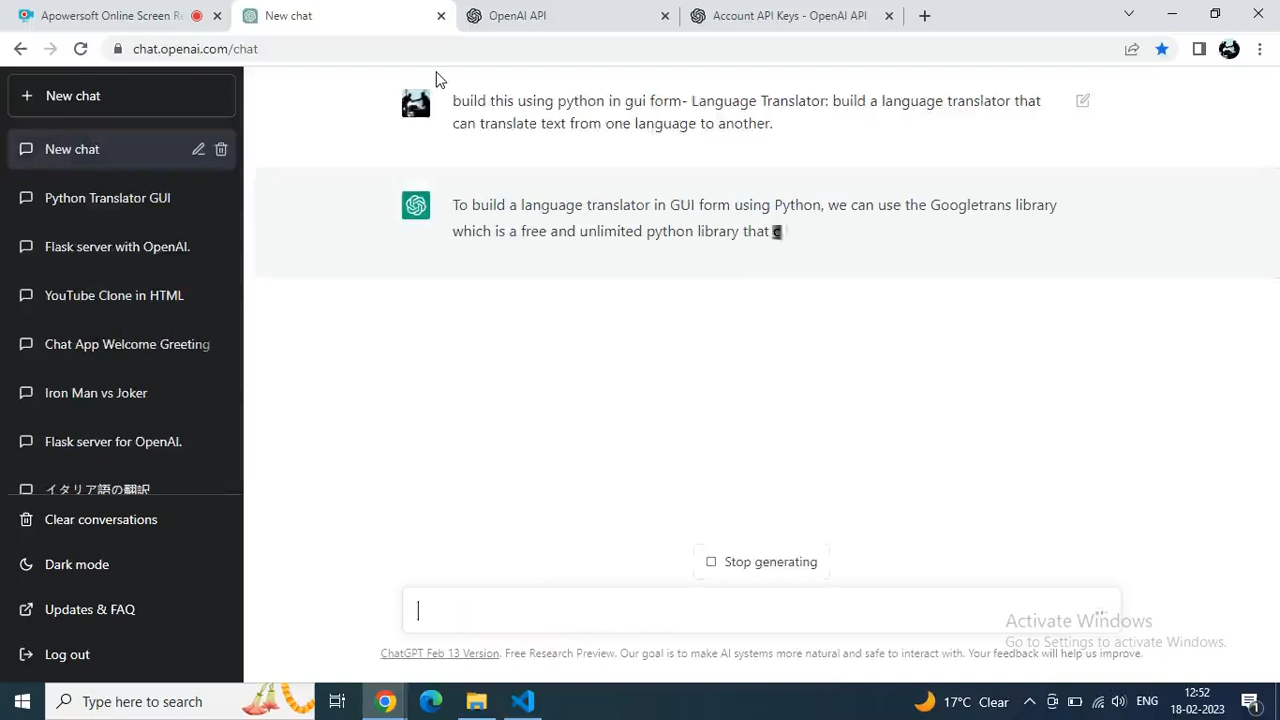 Apowersoft Online Screen Re
New chat
OpenAI API
Account API Keys - OpenAI API
chat.openai.com/chat
New chat
New chat
Python Translator GUI
Flask server with OpenAI.
YouTube Clone in HTML
Chat App Welcome Greeting
Iron Man vs Joker
Flask server for OpenAI.
イタリア語の翻訳
Clear conversations
Dark mode
Updates & FAQ
Log out
build this using python in gui form- Language Translator: build a language translator that
can translate text from one language to another.
To build a language translator in GUI form using Python, we can use the Googletrans library
which is a free and unlimited python library that c
Stop generating
Activate Windows
Go to Settings to activate Windows.
ChatGPT Feb 13 Version. Free Research Preview. Our goal is to make AI systems more natural and safe to interact with. Your feedback will help us improve.
Type here to search
17°C Clear
ENG
12:52
18-02-2023
1